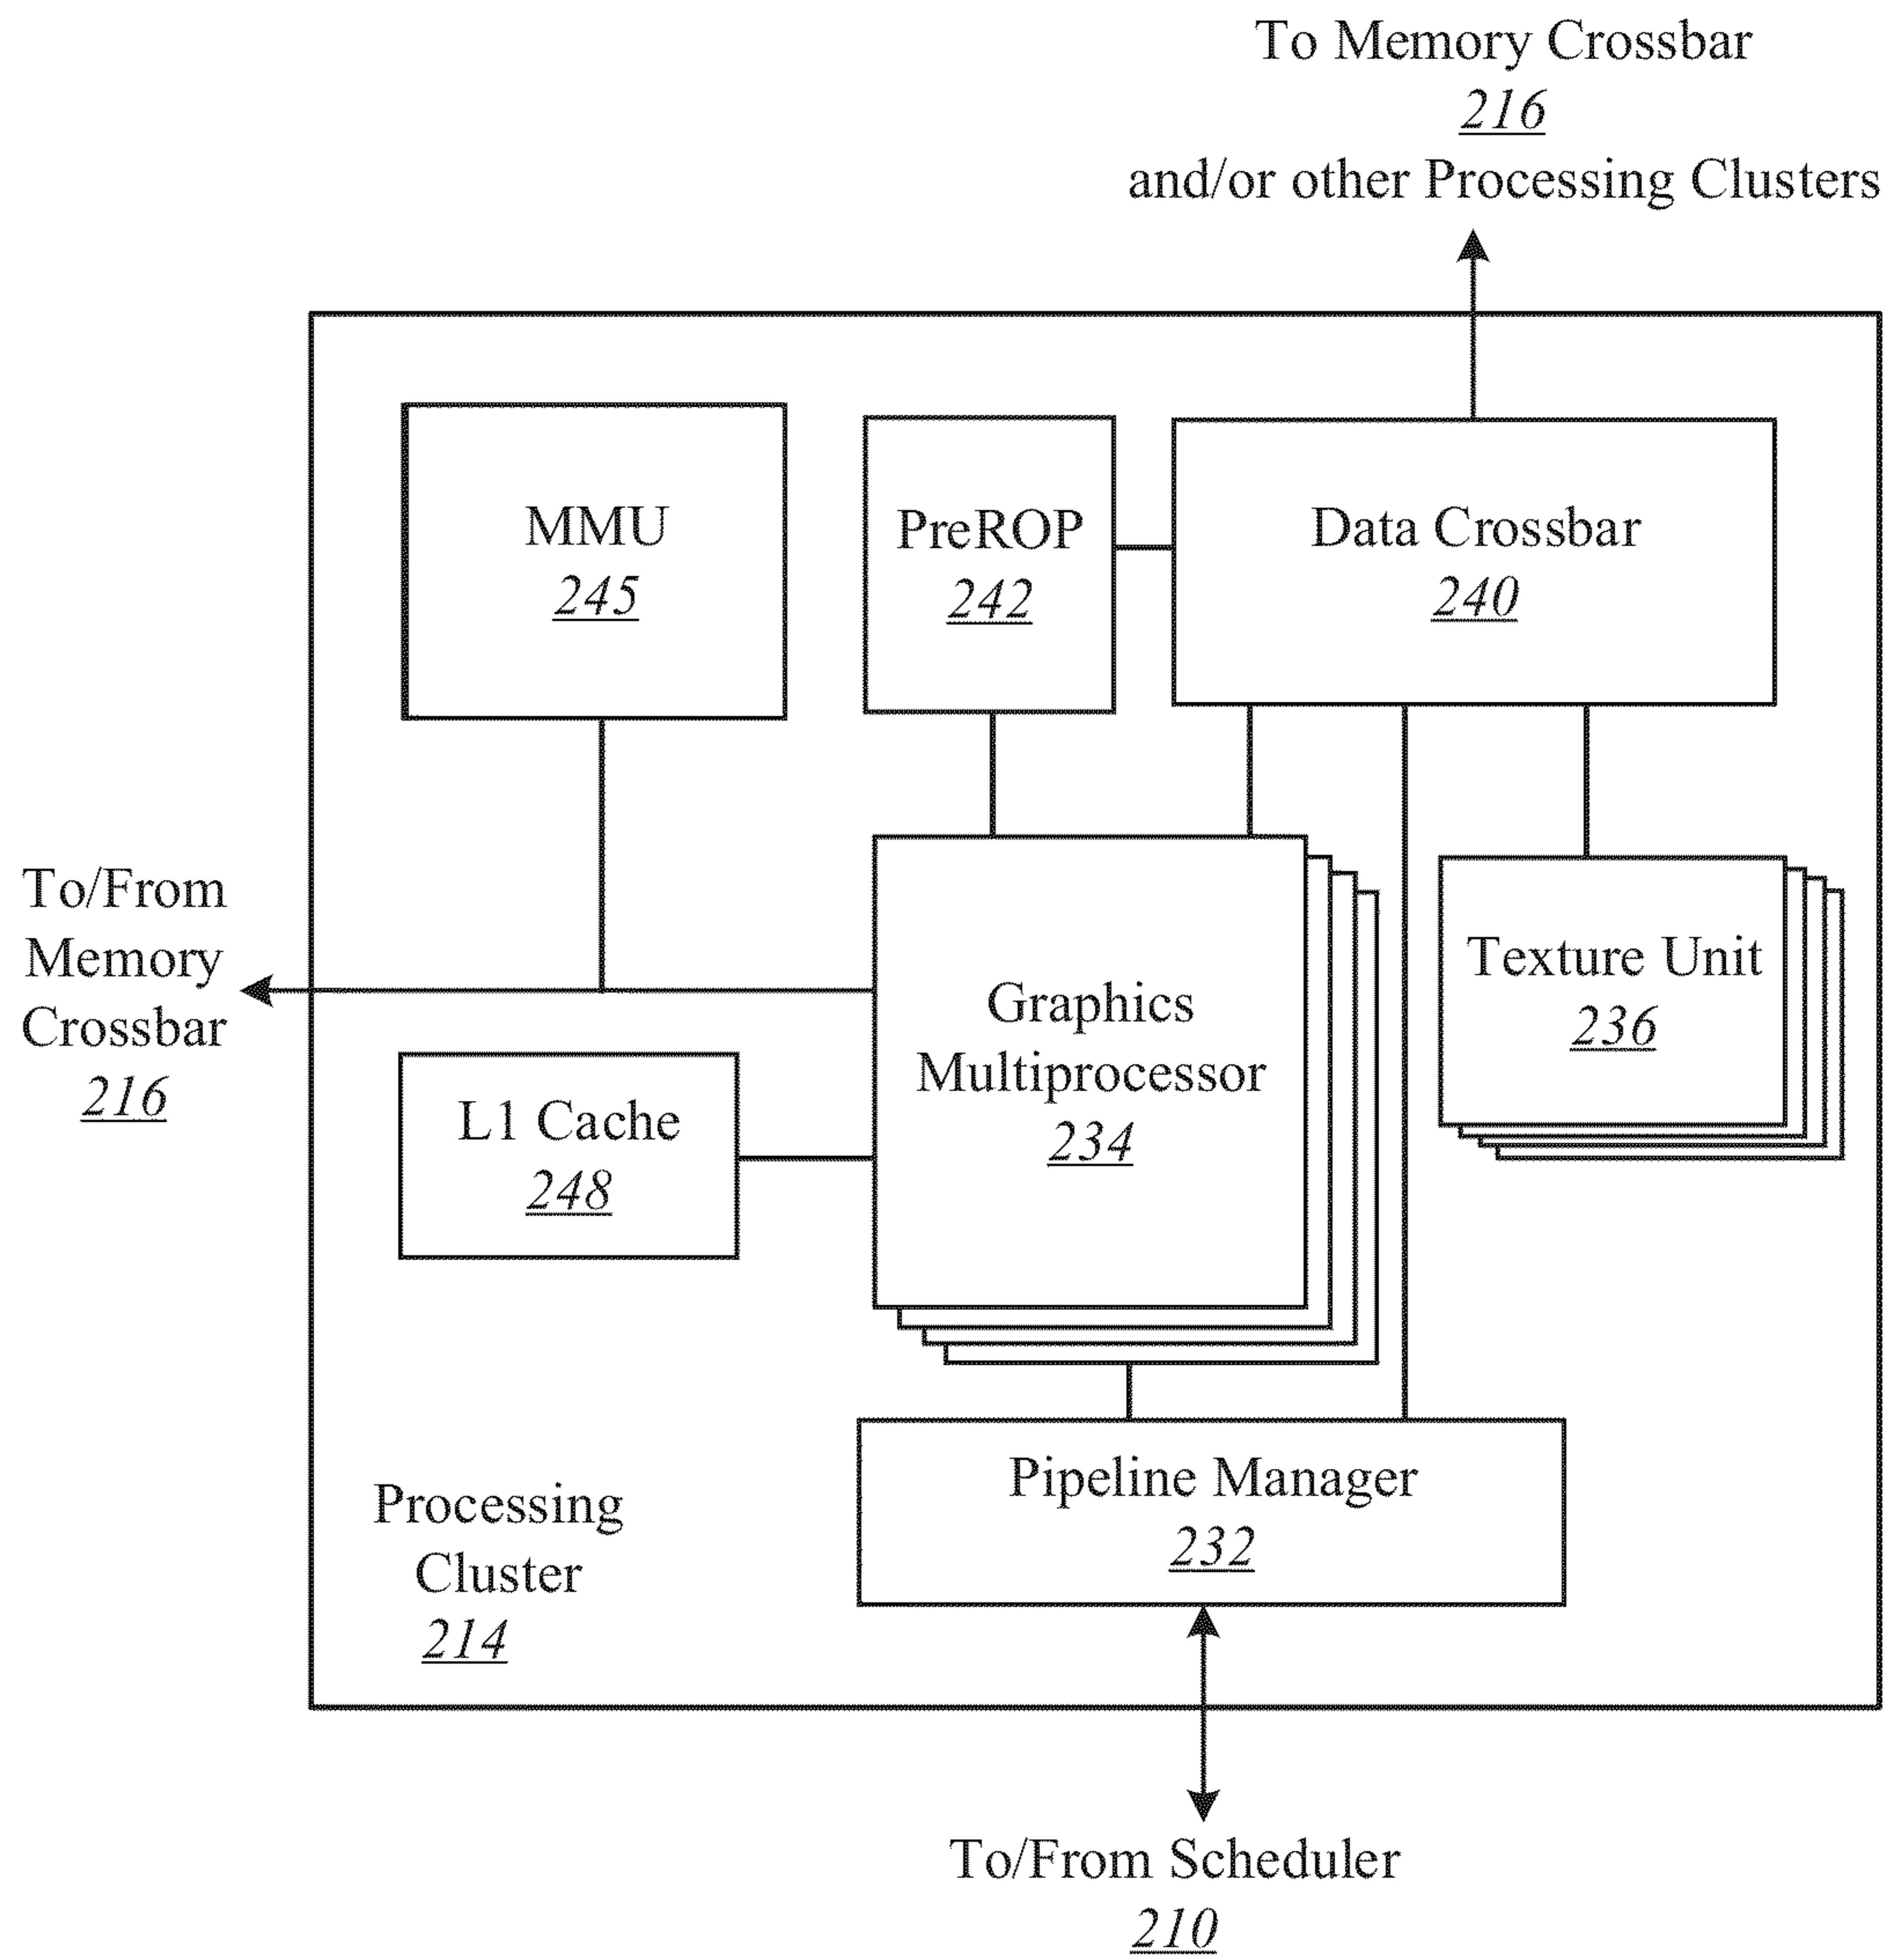 To Memory Crossbar
216
and/or other Processing Clusters
MMU
245
PreROP
242
Data Crossbar
240
To/From
Memory
Crossbar
216
Graphics
Multiprocessor
234
Texture Unit
236
L1 Cache
248
Pipeline Manager
232
Processing
Cluster
214
To/From Scheduler
210